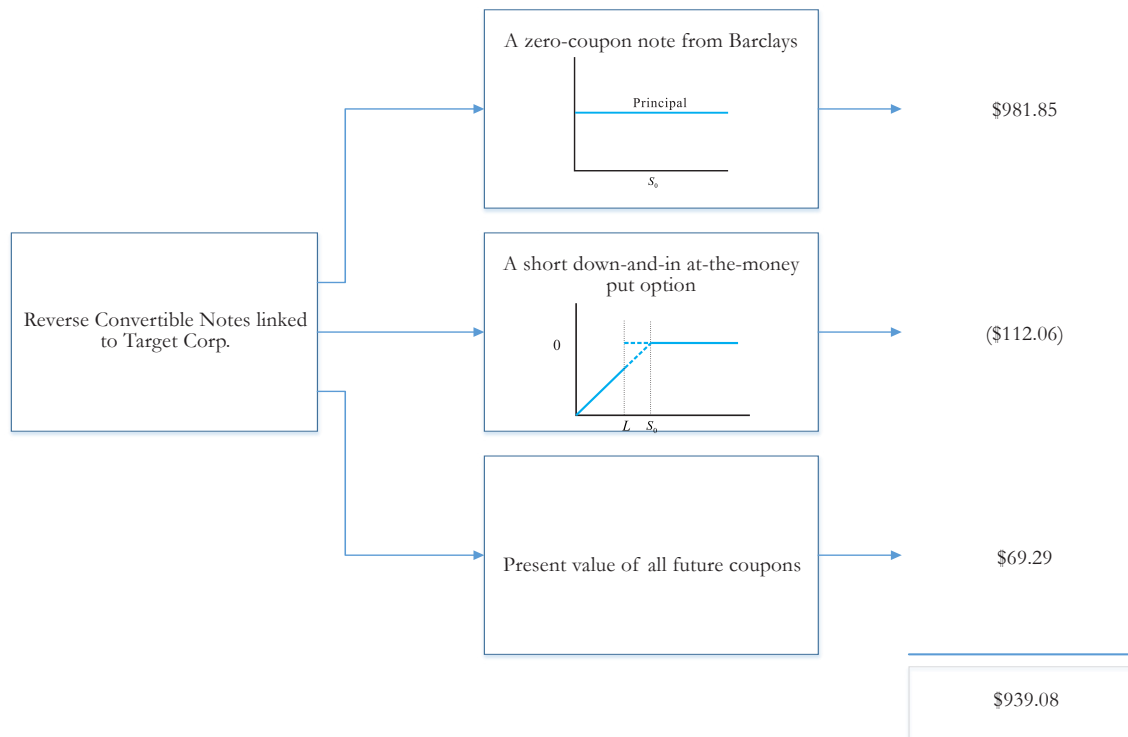 A zero-coupon note from Barclays
Principal
S₀
$981.85
Reverse Convertible Notes linked
to Target Corp.
A short down-and-in at-the-money
put option
0
L S₀
($112.06)
Present value of all future coupons
$69.29
$939.08